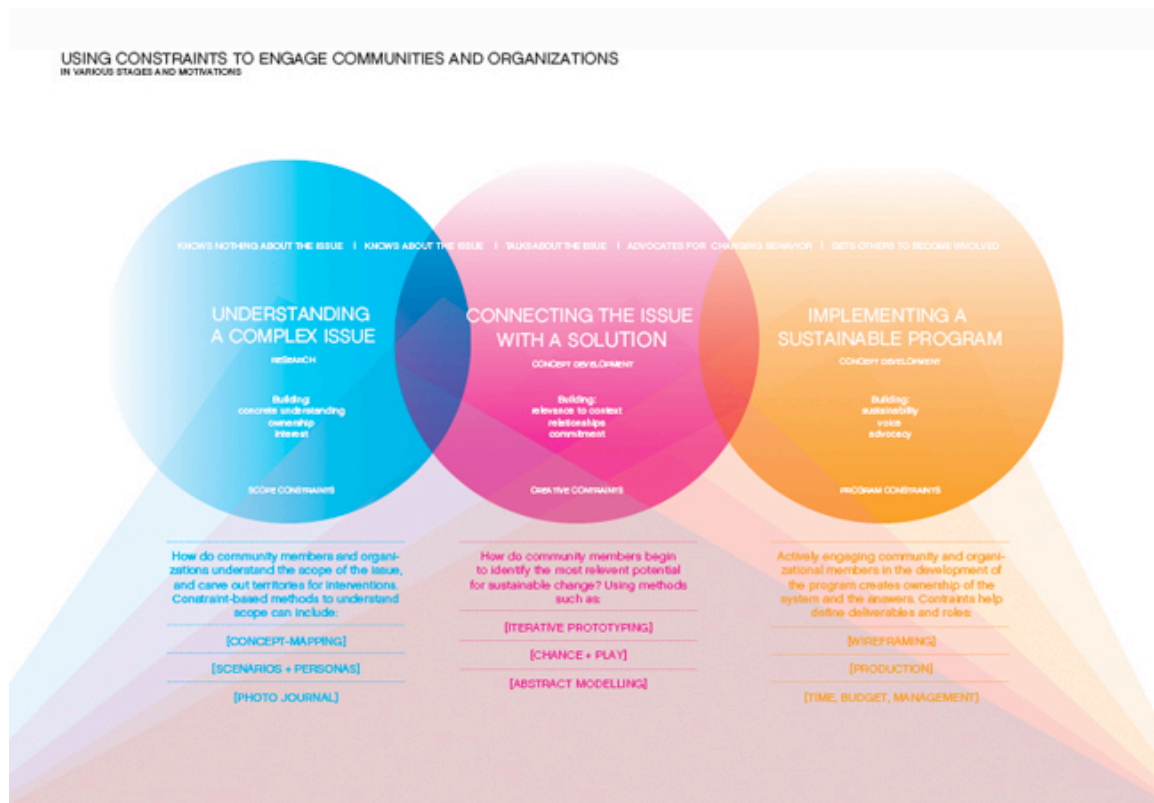 USING CONSTRAINTS TO ENGAGE COMMUNITIES AND ORGANIZATIONS
IN VARIOUS STAGES AND MOTIVATIONS
KNOWS NOTHING ABOUT THE ISSUE | KNOWS ABOUT THE ISSUE | TALKS ABOUT THE ISSUE | ADVOCATES FOR CHANGING BEHAVIOR | GETS OTHERS TO BECOME INVOLVED
UNDERSTANDING
A COMPLEX ISSUE
RESEARCH
Building:
concrete understanding
ownership
interest
SCOPE CONSTRAINTS
How do community members and organi-
zations understand the scope of the issue,
and carve out territories for interventions.
Constraint-based methods to understand
scope can include:
[CONCEPT-MAPPING]
[SCENARIOS + PERSONAS]
[PHOTO JOURNAL]
CONNECTING THE ISSUE
WITH A SOLUTION
CONCEPT DEVELOPMENT
Building:
relevance to context
relationships
commitment
CREATIVE CONTRAINTS
How do community members begin
to identify the most relevent potential
for sustainable change? Using methods
such as:
[ITERATIVE PROTOTYPING]
[CHANCE + PLAY]
[ABSTRACT MODELLING]
IMPLEMENTING A
SUSTAINABLE PROGRAM
CONCEPT DEVELOPMENT
Building:
sustainability
voice
advocacy
PROGRAM CONSTRAINTS
Actively engaging community and organi-
zational members in the development of
the program creates ownership of the
system and the answers. Contraints help
define deliverables and roles:
[WIREFRAMING]
[PRODUCTION]
[TIME, BUDGET, MANAGEMENT]